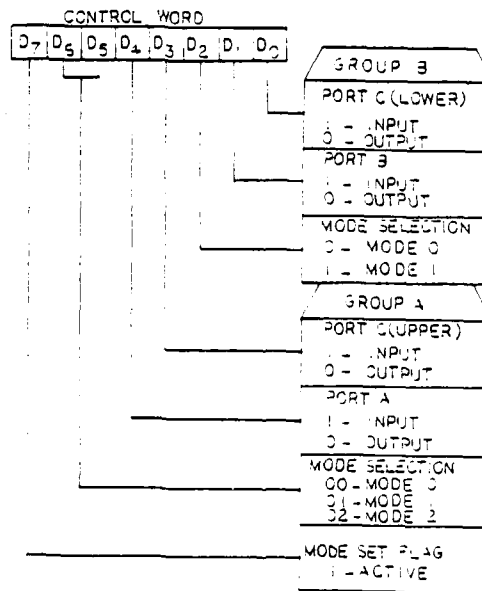 CONTROL WORD
D7 D6 D5 D4 D3 D2 D1 D0
GROUP B
PORT C (LOWER)
1 - INPUT
0 - OUTPUT
PORT B
1 - INPUT
0 - OUTPUT
MODE SELECTION
0 - MODE 0
1 - MODE 1
GROUP A
PORT C (UPPER)
1 - INPUT
0 - OUTPUT
PORT A
1 - INPUT
0 - OUTPUT
MODE SELECTION
00 - MODE 0
01 - MODE 1
02 - MODE 2
MODE SET FLAG
1 - ACTIVE